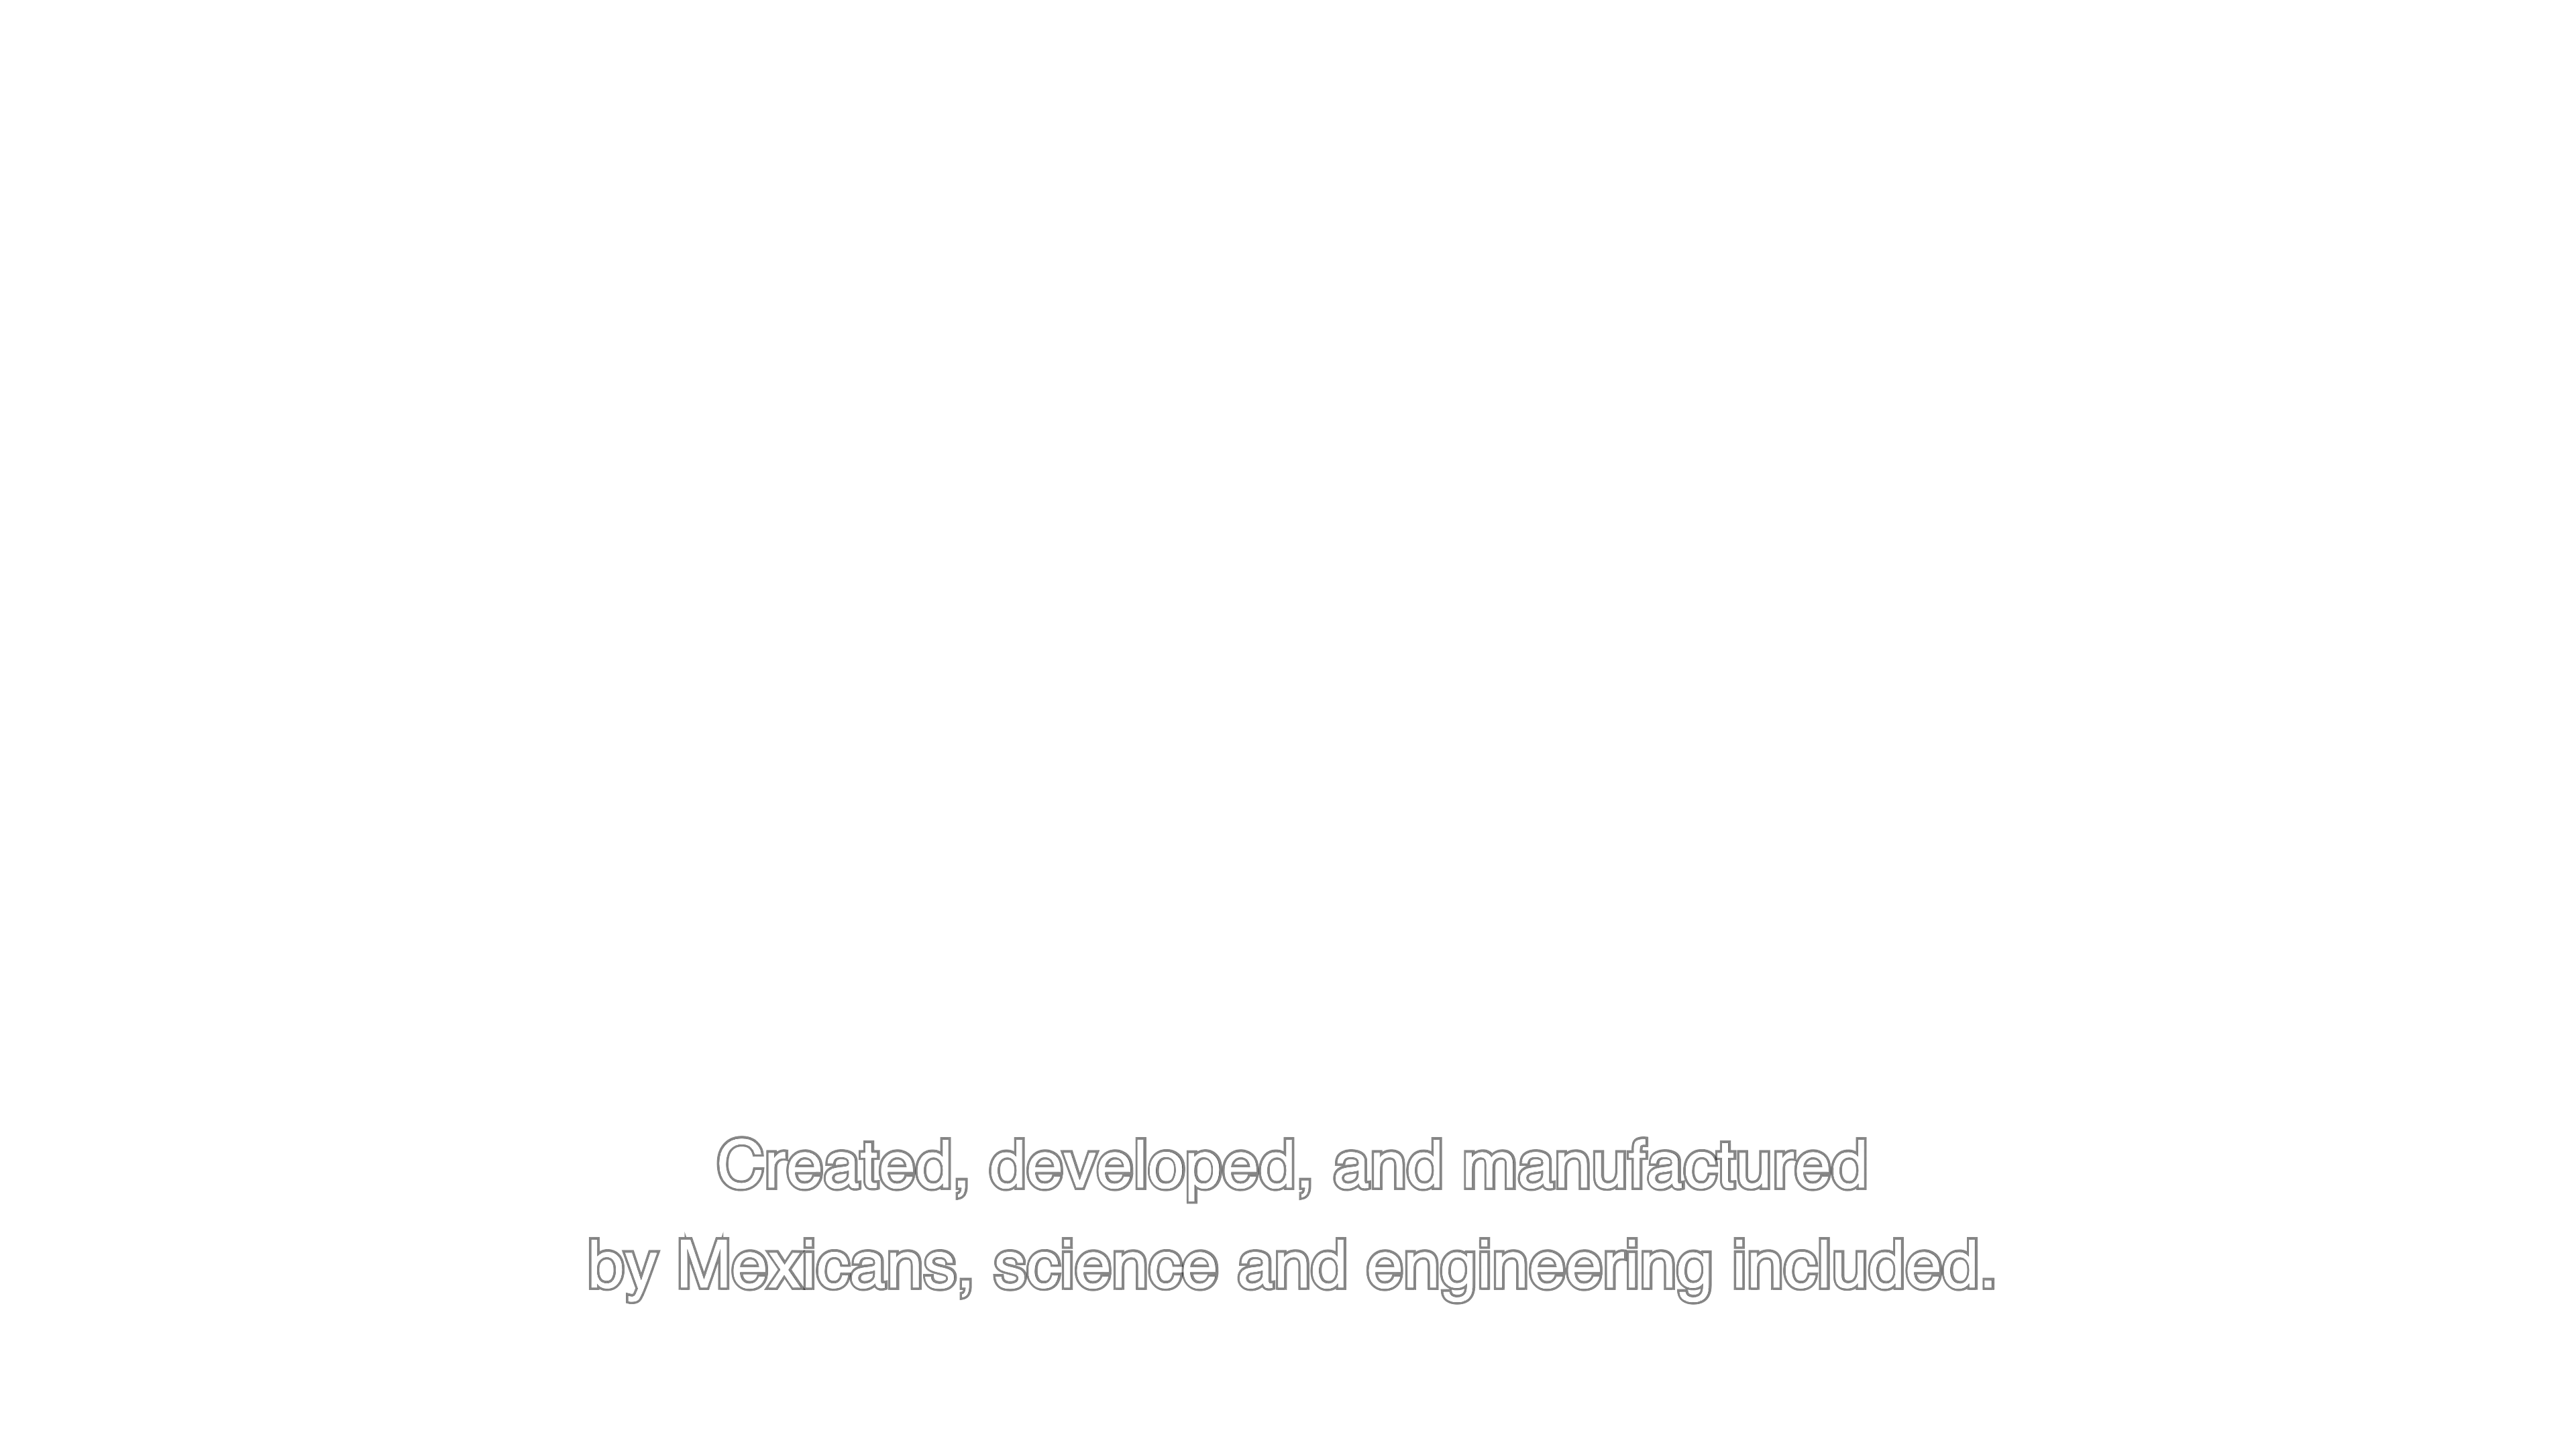 Created, developed, and manufactured
by Mexicans, science and engineering included.